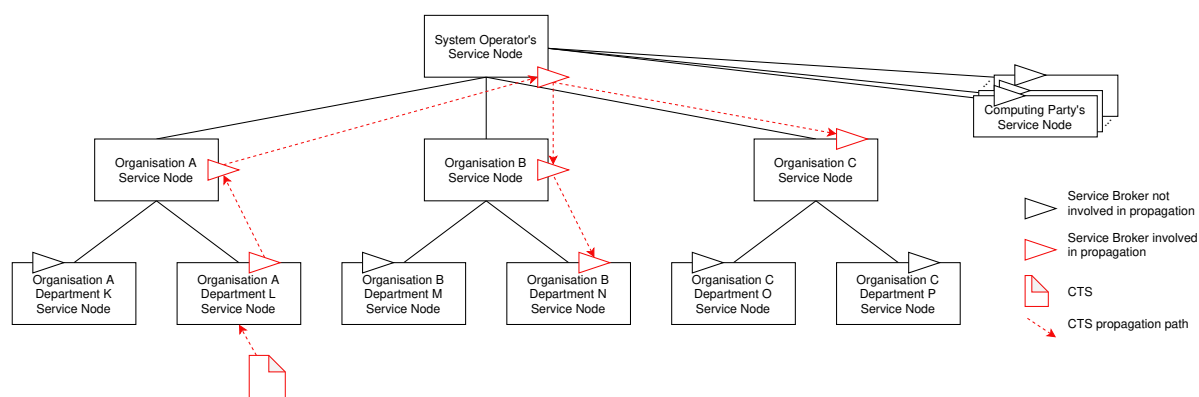 System Operator's
Service Node
Computing Party's
Service Node
Organisation A
Service Node
Organisation B
Service Node
Organisation C
Service Node
Service Broker not
involved in propagation
Service Broker involved
in propagation
CTS
CTS propagation path
Organisation A
Department K
Service Node
Organisation A
Department L
Service Node
Organisation B
Department M
Service Node
Organisation B
Department N
Service Node
Organisation C
Department O
Service Node
Organisation C
Department P
Service Node